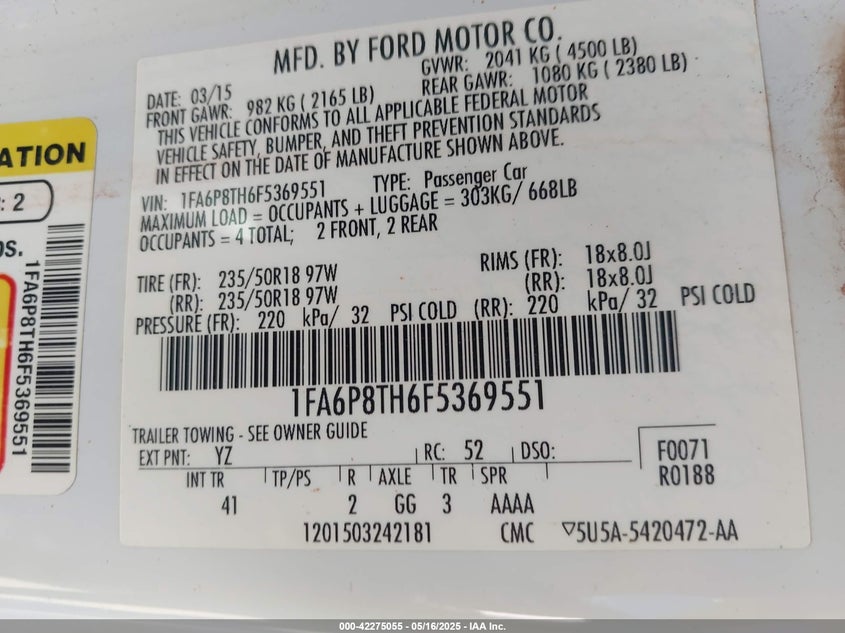 MFD. BY FORD MOTOR CO.
DATE: 03/15 GVWR: 2041 KG ( 4500 LB)
FRONT GAWR: 982 KG ( 2165 LB) REAR GAWR: 1080 KG ( 2380 LB)
THIS VEHICLE CONFORMS TO ALL APPLICABLE FEDERAL MOTOR
VEHICLE SAFETY, BUMPER, AND THEFT PREVENTION STANDARDS
IN EFFECT ON THE DATE OF MANUFACTURE SHOWN ABOVE.
VIN: 1FA6P8TH6F5369551 TYPE: Passenger Car
MAXIMUM LOAD = OCCUPANTS + LUGGAGE = 303KG/ 668LB
OCCUPANTS = 4 TOTAL; 2 FRONT, 2 REAR
TIRE (FR): 235/50R18 97W RIMS (FR): 18x8.0J
(RR): 235/50R18 97W (RR): 18x8.0J
PRESSURE (FR): 220 kPa/ 32 PSI COLD (RR): 220 kPa/ 32 PSI COLD
1FA6P8TH6F5369551
TRAILER TOWING - SEE OWNER GUIDE
EXT PNT: YZ RC: 52 DSO: F0071
INT TR TP/PS R AXLE TR SPR R0188
41 2 GG 3 AAAA
1201503242181 CMC ▽5U5A-5420472-AA
ATION
: 2
os.
1FA6P8TH6F5369551
000-42275055 - 05/16/2025 - IAA Inc.